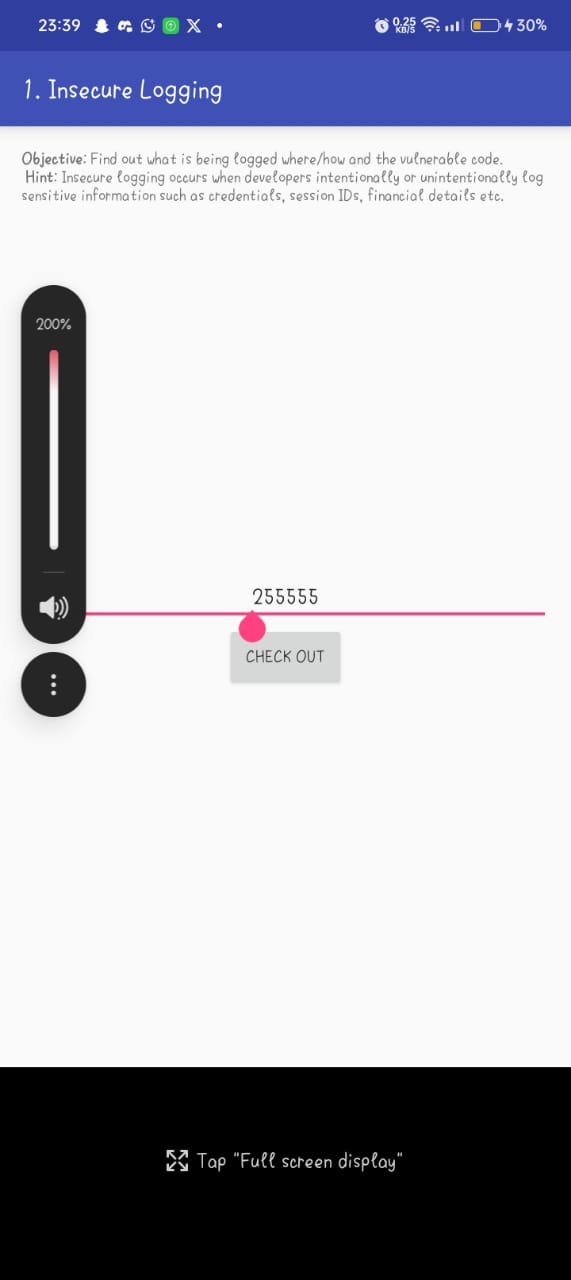 23:39
0.25 KB/S
30%
1. Insecure Logging
Objective: Find out what is being logged where/how and the vulnerable code.
Hint: Insecure logging occurs when developers intentionally or unintentionally log
sensitive information such as credentials, session IDs, financial details etc.
200%
255555
CHECK OUT
Tap "Full screen display"